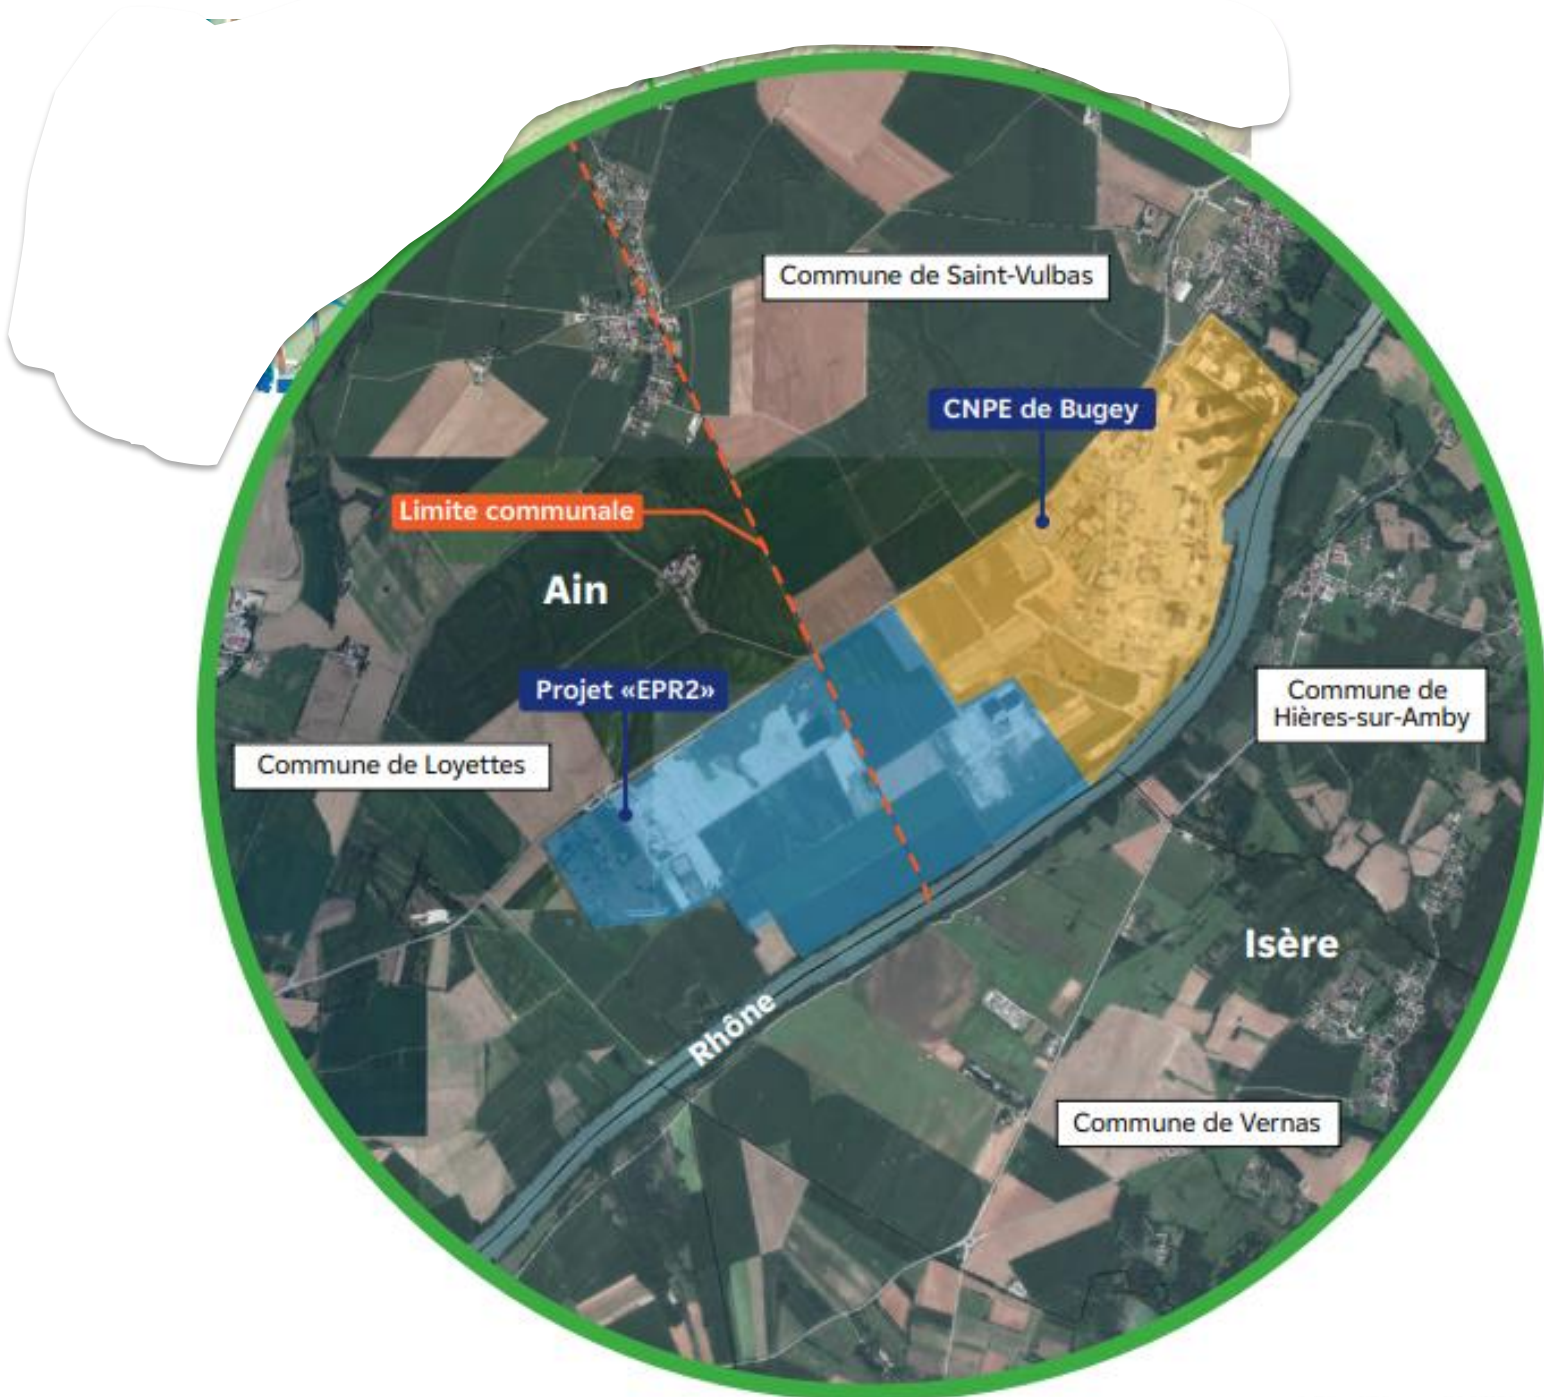 Commune de Saint-Vulbas
CNPE de Bugey
Limite communale
Ain
Projet «EPR2»
Commune de
Hières-sur-Amby
Commune de Loyettes
Isère
Rhône
Commune de Vernas